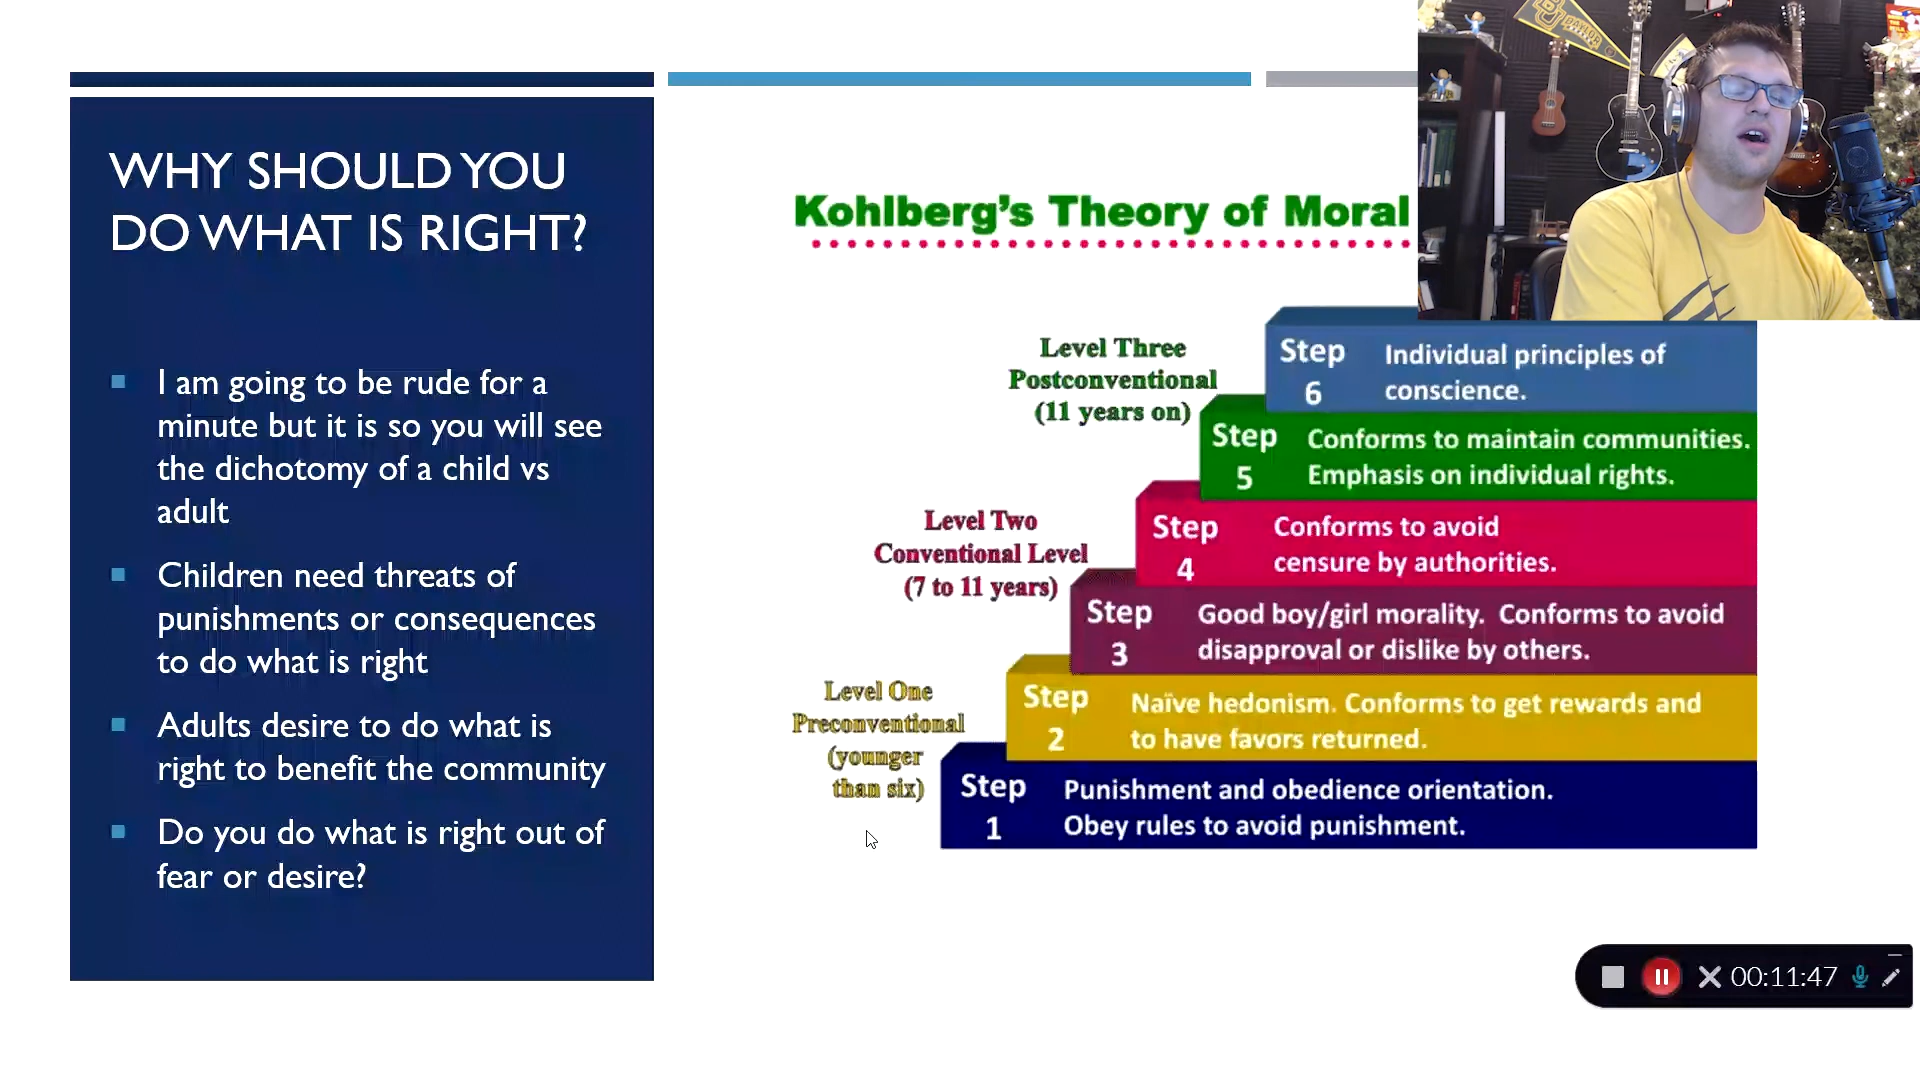 WHY SHOULD YOU
DO WHAT IS RIGHT?
I am going to be rude for a
minute but it is so you will see
the dichotomy of a child vs
adult
Children need threats of
punishments or consequences
to do what is right
Adults desire to do what is
right to benefit the community
Do you do what is right out of
fear or desire?
Kohlberg's Theory of Moral
Level Three
Postconventional
(11 years on)
Step
6
Individual principles of
conscience.
Step
5
Conforms to maintain communities.
Emphasis on individual rights.
Level Two
Conventional Level
(7 to 11 years)
Step
4
Conforms to avoid
censure by authorities.
Step
3
Good boy/girl morality. Conforms to avoid
disapproval or dislike by others.
Level One
Preconventional
(younger
than six)
Step
2
Naïve hedonism. Conforms to get rewards and
to have favors returned.
Step
1
Punishment and obedience orientation.
Obey rules to avoid punishment.
BAYLOR
00:11:47